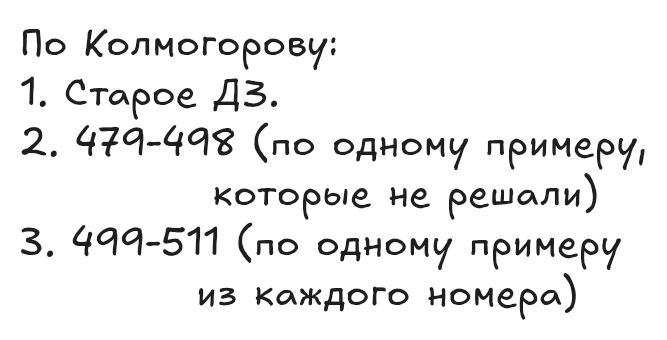 По Колмогорову:
1. Старое ДЗ.
2. 479-498 (по одному примеру,
которые не решали)
3. 499-511 (по одному примеру
из каждого номера)